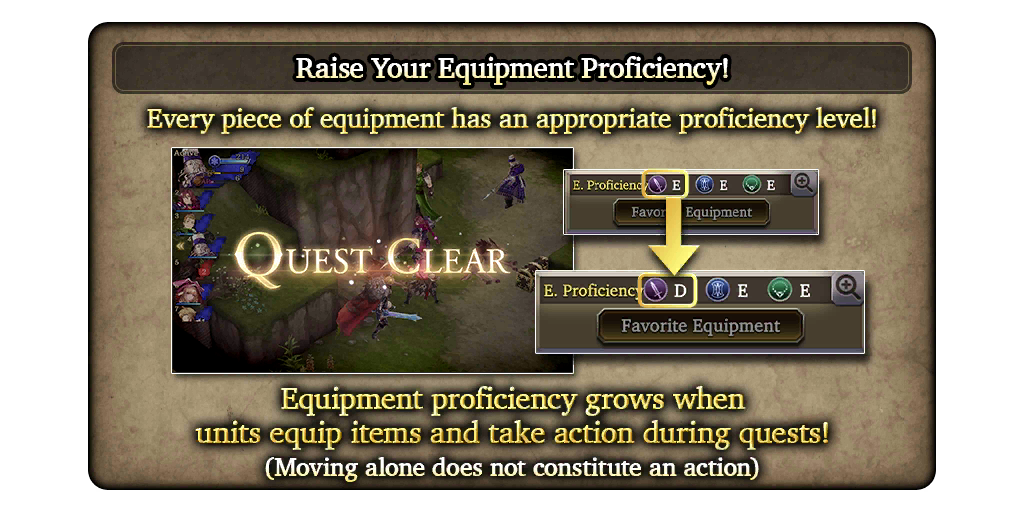 Raise Your Equipment Proficiency!
Every piece of equipment has an appropriate proficiency level!
Active
QUEST CLEAR
E. Proficiency E E E
Favor Equipment
E. Proficiency D E E
Favorite Equipment
Equipment proficiency grows when
units equip items and take action during quests!
(Moving alone does not constitute an action)